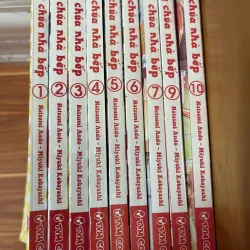 chúa nhà bếp 1 Natsumi Ando - Miyuki Kobayashi
chúa nhà bếp 2 Natsumi Ando - Miyuki Kobayashi
chúa nhà bếp 3 Natsumi Ando - Miyuki Kobayashi
chúa nhà bếp 4 Natsumi Ando - Miyuki Kobayashi
chúa nhà bếp 5 Natsumi Ando - Miyuki Kobayashi
chúa nhà bếp 6 Natsumi Ando - Miyuki Kobayashi
chúa nhà bếp 7 Natsumi Ando - Miyuki Kobayashi
chúa nhà bếp 9 Natsumi Ando - Miyuki Kobayashi
chúa nhà bếp 10 Natsumi Ando - Miyuki Kobayashi